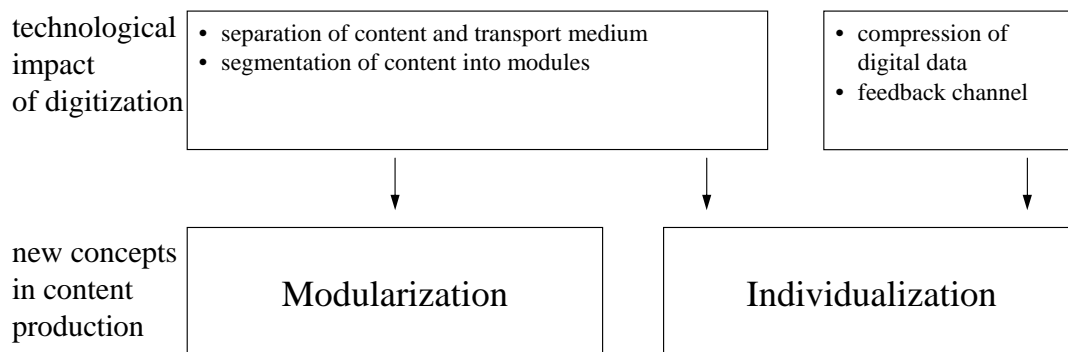 technological
impact
of digitization
• separation of content and transport medium
• segmentation of content into modules
• compression of
digital data
• feedback channel
new concepts
in content
production
Modularization
Individualization